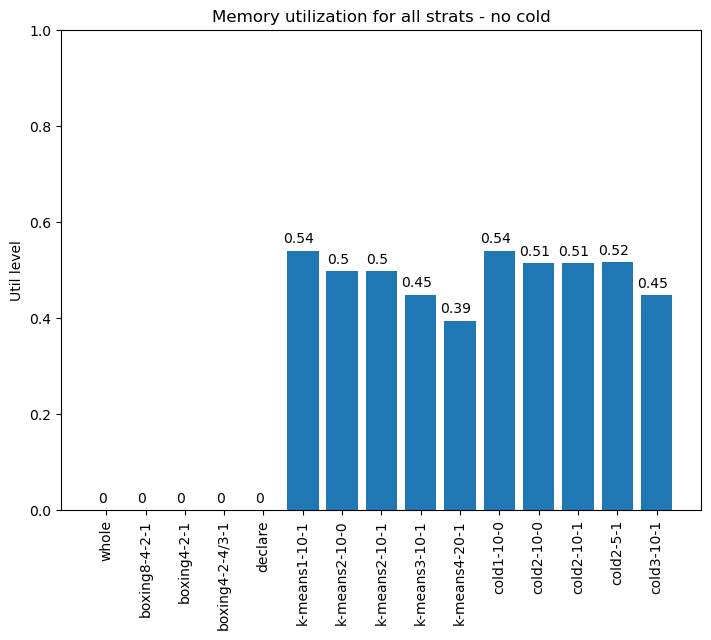 Memory utilization for all strats - no cold
Util level
1.0
0.8
0.6
0.4
0.2
0.0
0
0
0
0
0
0.54
0.5
0.5
0.45
0.39
0.54
0.51
0.51
0.52
0.45
whole
boxing8-4-2-1
boxing4-2-1
boxing4-2-4/3-1
declare
k-means1-10-1
k-means2-10-0
k-means2-10-1
k-means3-10-1
k-means4-20-1
cold1-10-0
cold2-10-0
cold2-10-1
cold2-5-1
cold3-10-1